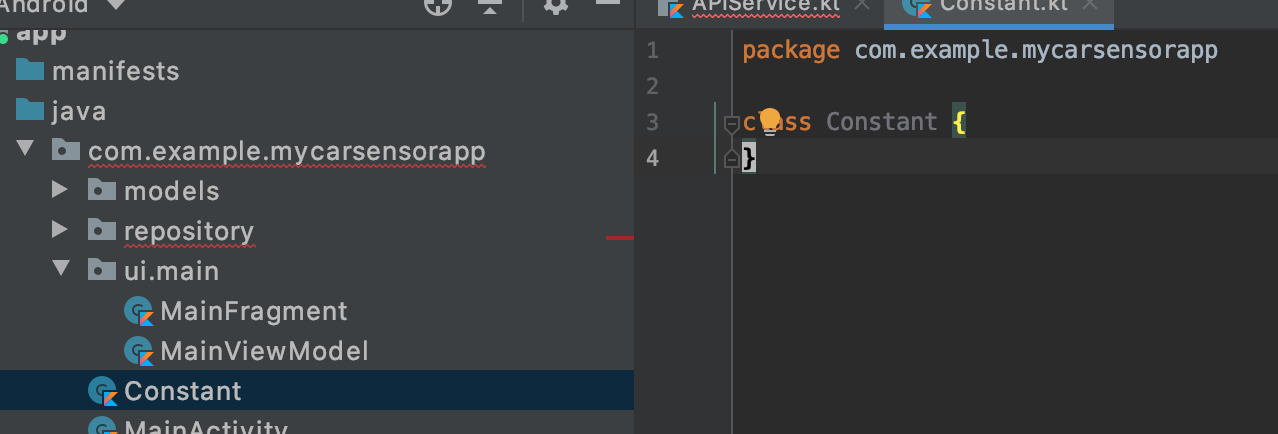 Android
APIService.kt
Constant.kt
app
manifests
java
com.example.mycarsensorapp
models
repository
ui.main
MainFragment
MainViewModel
Constant
MainActivity
1 package com.example.mycarsensorapp
2
3 class Constant {
4 }